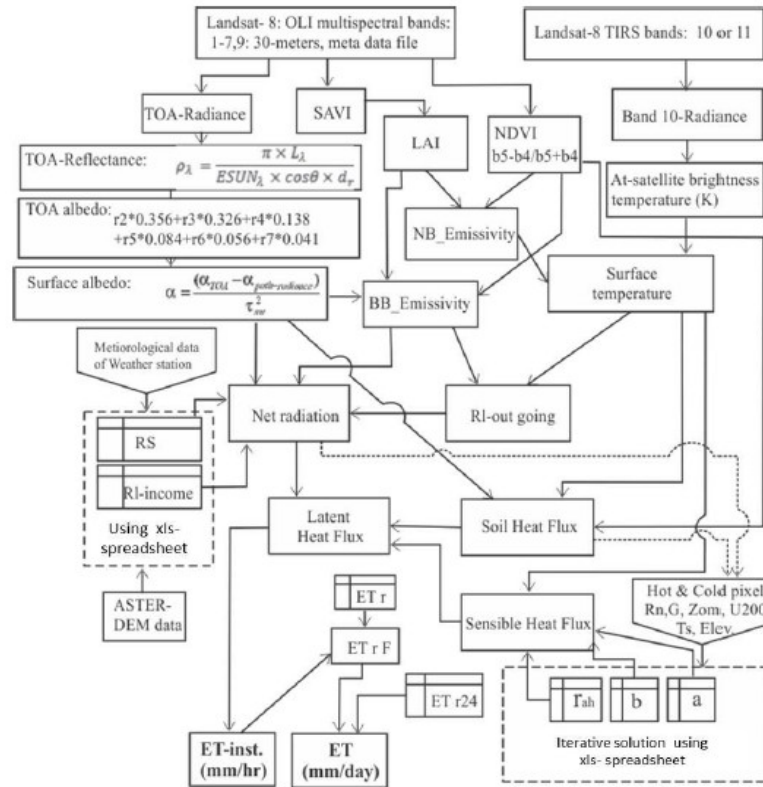 Landsat- 8: OLI multispectral bands:
1-7,9: 30-meters, meta data file
Landsat-8 TIRS bands: 10 or 11
TOA-Radiance
SAVI
LAI
NDVI
b5-b4/b5+b4
Band 10-Radiance
TOA-Reflectance: ρλ = π × Lλ / ESUNλ × cosθ × dr
At-satellite brightness
temperature (K)
TOA albedo:
r2*0.356+r3*0.326+r4*0.138
+r5*0.084+r6*0.056+r7*0.041
NB_Emissivity
Surface
temperature
Surface albedo: α = (αTOA − αpath-radiance) / τsw²
BB_Emissivity
Metiorological data
of Weather station
Net radiation
Rl-out going
RS
Rl-income
Using xls-
spreadsheet
Latent
Heat Flux
Soil Heat Flux
ASTER-
DEM data
ET r
Sensible Heat Flux
Hot & Cold pixel
Rn,G, Zom, U200
Ts, Elev.
ET r F
ET r24
rah
b
a
ET-inst.
(mm/hr)
ET
(mm/day)
Iterative solution using
xls- spreadsheet